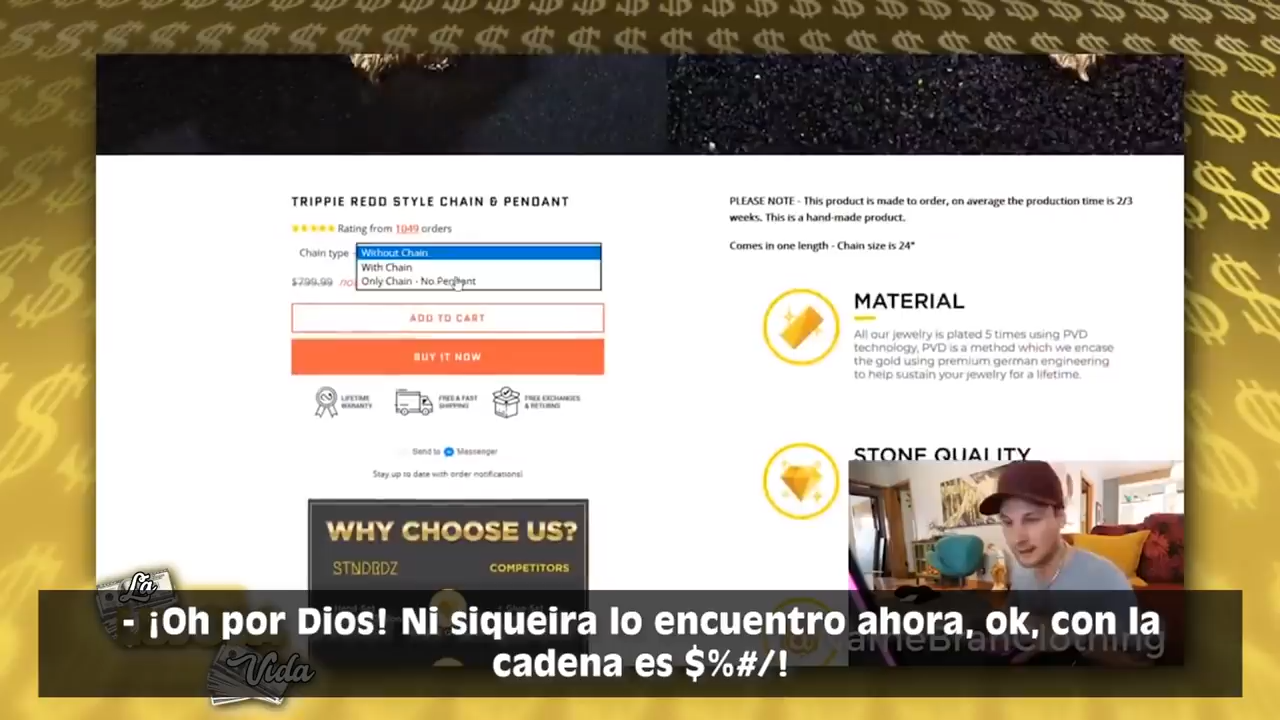 TRIPPIE REDD STYLE CHAIN & PENDANT
Rating from 1049 orders
Chain type
Without Chain
With Chain
Only Chain - No Pendant
$799.99
ADD TO CART
BUY IT NOW
LIFETIME
WARRANTY
FREE & FAST
SHIPPING
FREE EXCHANGES
& RETURNS
Send to Messenger
Stay up to date with order notifications!
WHY CHOOSE US?
STNDRDZ
COMPETITORS
PLEASE NOTE - This product is made to order, on average the production time is 2/3
weeks. This is a hand-made product.
Comes in one length - Chain size is 24"
MATERIAL
All our jewelry is plated 5 times using PVD
technology, PVD is a method which we encase
the gold using premium german engineering
to help sustain your jewelry for a lifetime.
STONE QUALITY
La
Vida
- ¡Oh por Dios! Ni siqueira lo encuentro ahora, ok, con la
cadena es $%#/!